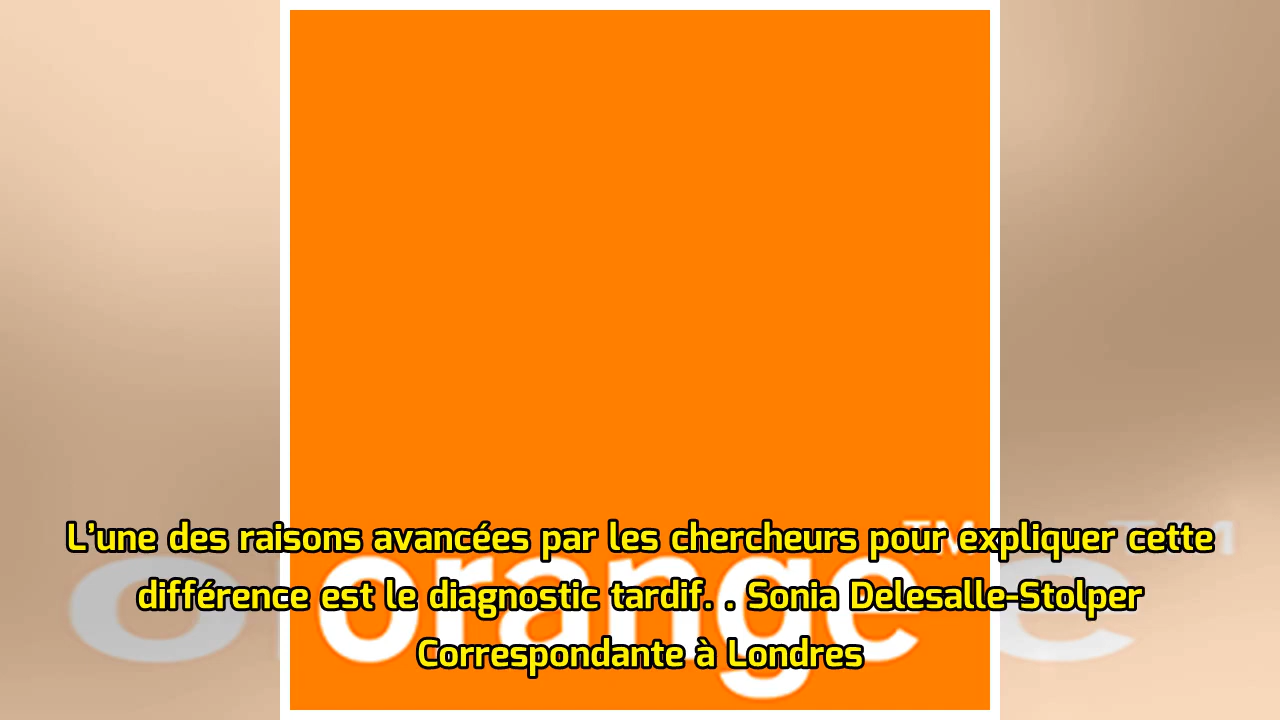 L'une des raisons avancées par les chercheurs pour expliquer cette
différence est le diagnostic tardif. . Sonia Delesalle-Stolper
Correspondante à Londres
orange™